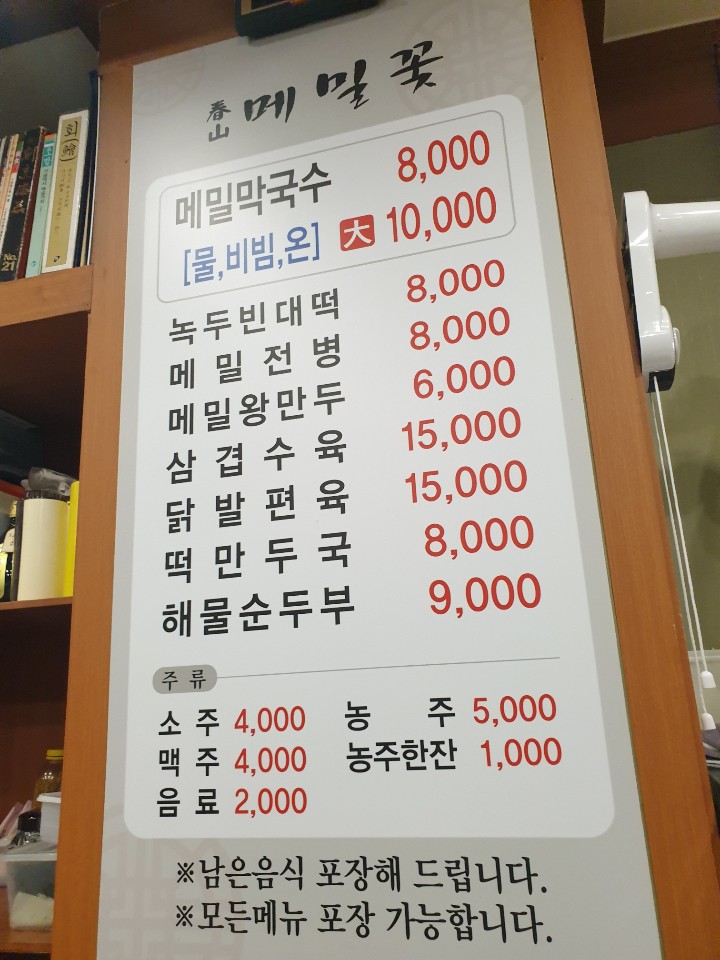 春山 메밀꽃
메밀막국수 8,000
[물,비빔,온] 大 10,000
녹두빈대떡 8,000
메밀전병 8,000
메밀왕만두 6,000
삼겹수육 15,000
닭발편육 15,000
떡만두국 8,000
해물순두부 9,000
주류
소주 4,000 농주 5,000
맥주 4,000 농주한잔 1,000
음료 2,000
※남은음식 포장해 드립니다.
※모든메뉴 포장 가능합니다.
회(鱠)
No.
21